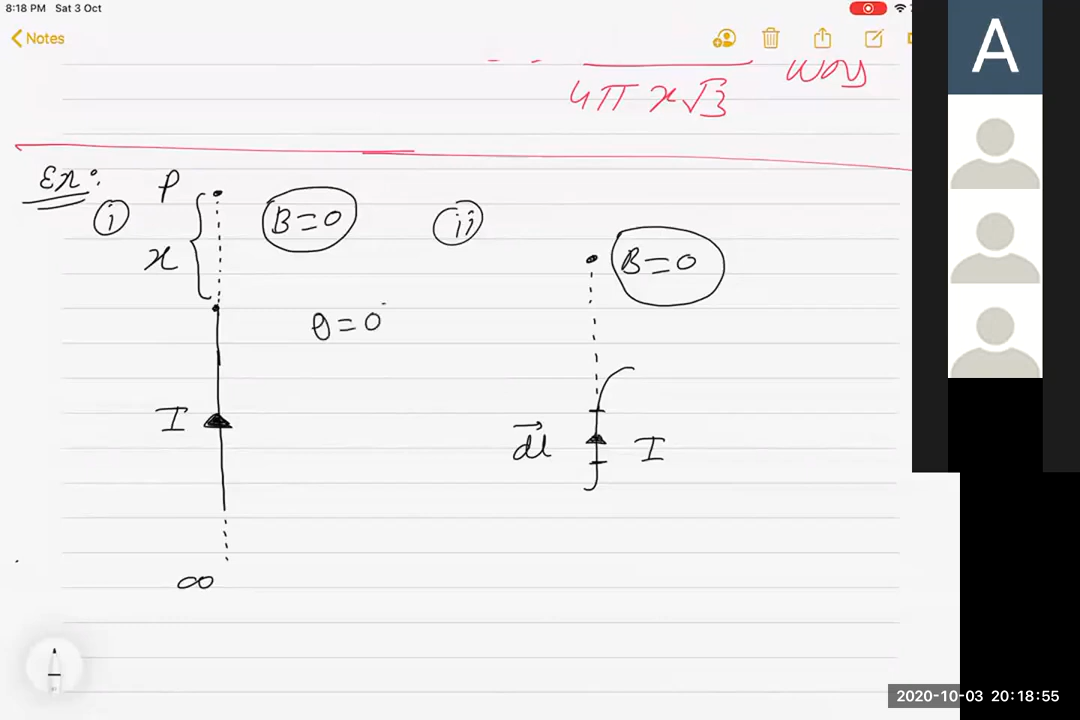 8:18 PM Sat 3 Oct
Notes
4π x√3 ways
Ex:
i P B=0 ii
x B=0
θ=0
I
dl I
∞
A
2020-10-03 20:18:55